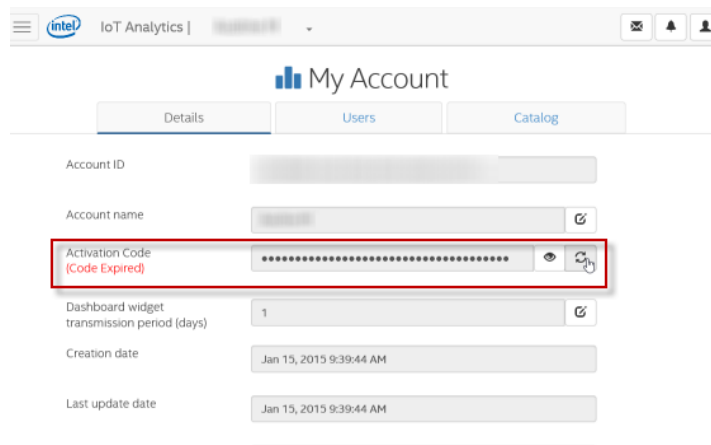 intel IoT Analytics |
My Account
Details Users Catalog
Account ID
Account name
Activation Code
(Code Expired)
••••••••••••••••••••••••••••••••••••
Dashboard widget
transmission period (days)
1
Creation date
Jan 15, 2015 9:39:44 AM
Last update date
Jan 15, 2015 9:39:44 AM